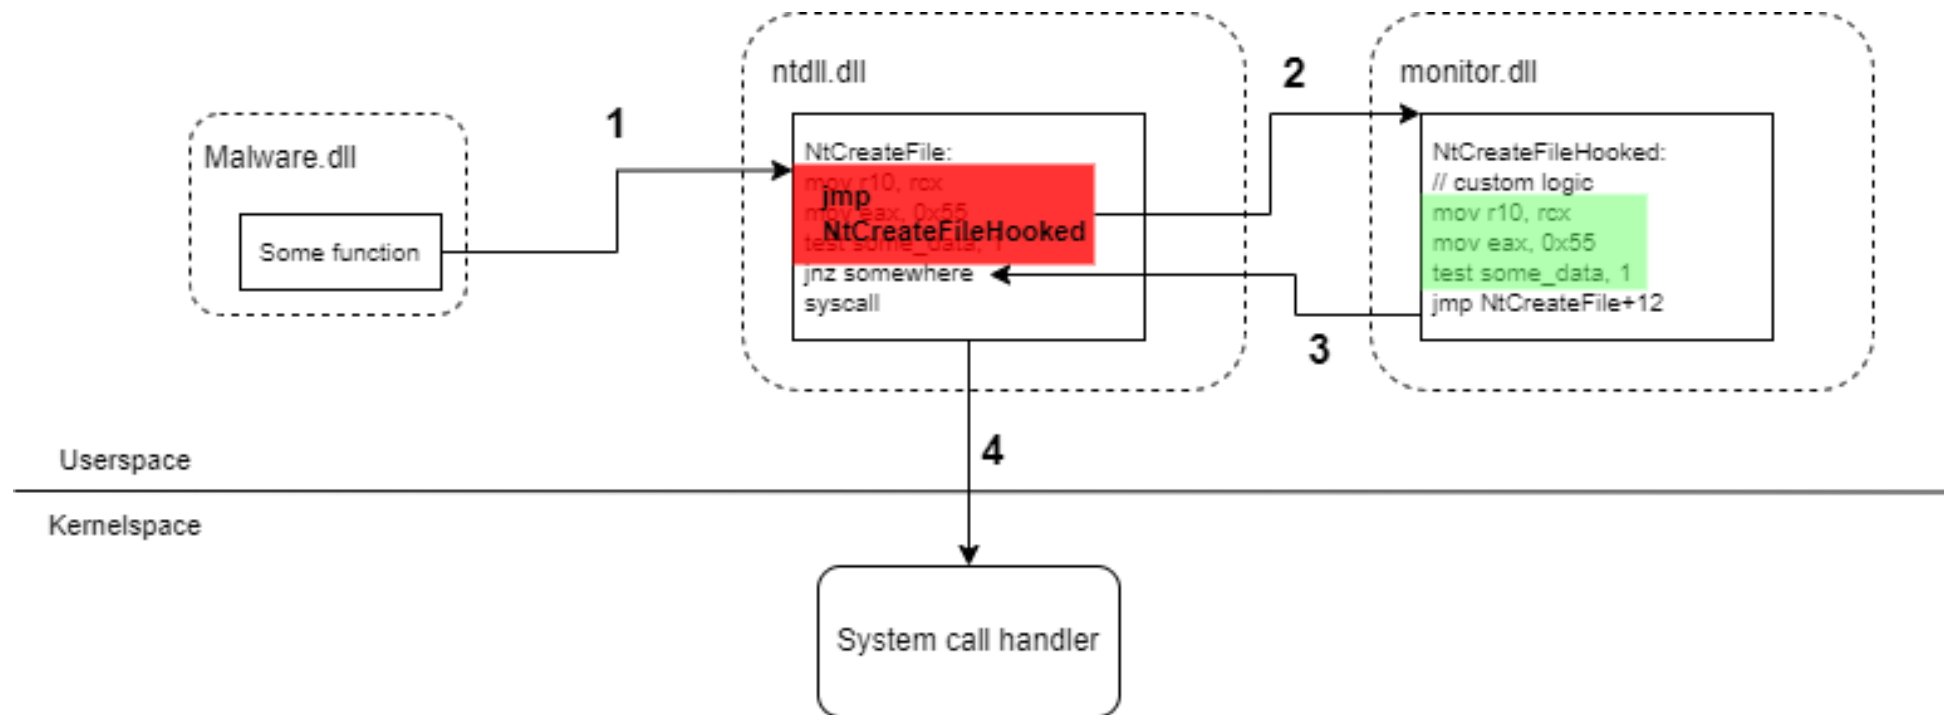 ntdll.dll
2
monitor.dll
1
Malware.dll
Some function
NtCreateFile:
mov r10, rcx
mov eax, 0x55
test some_data, 1
jmp
NtCreateFileHooked
jnz somewhere
syscall
NtCreateFileHooked:
// custom logic
mov r10, rcx
mov eax, 0x55
test some_data, 1
jmp NtCreateFile+12
3
4
Userspace
Kernelspace
System call handler